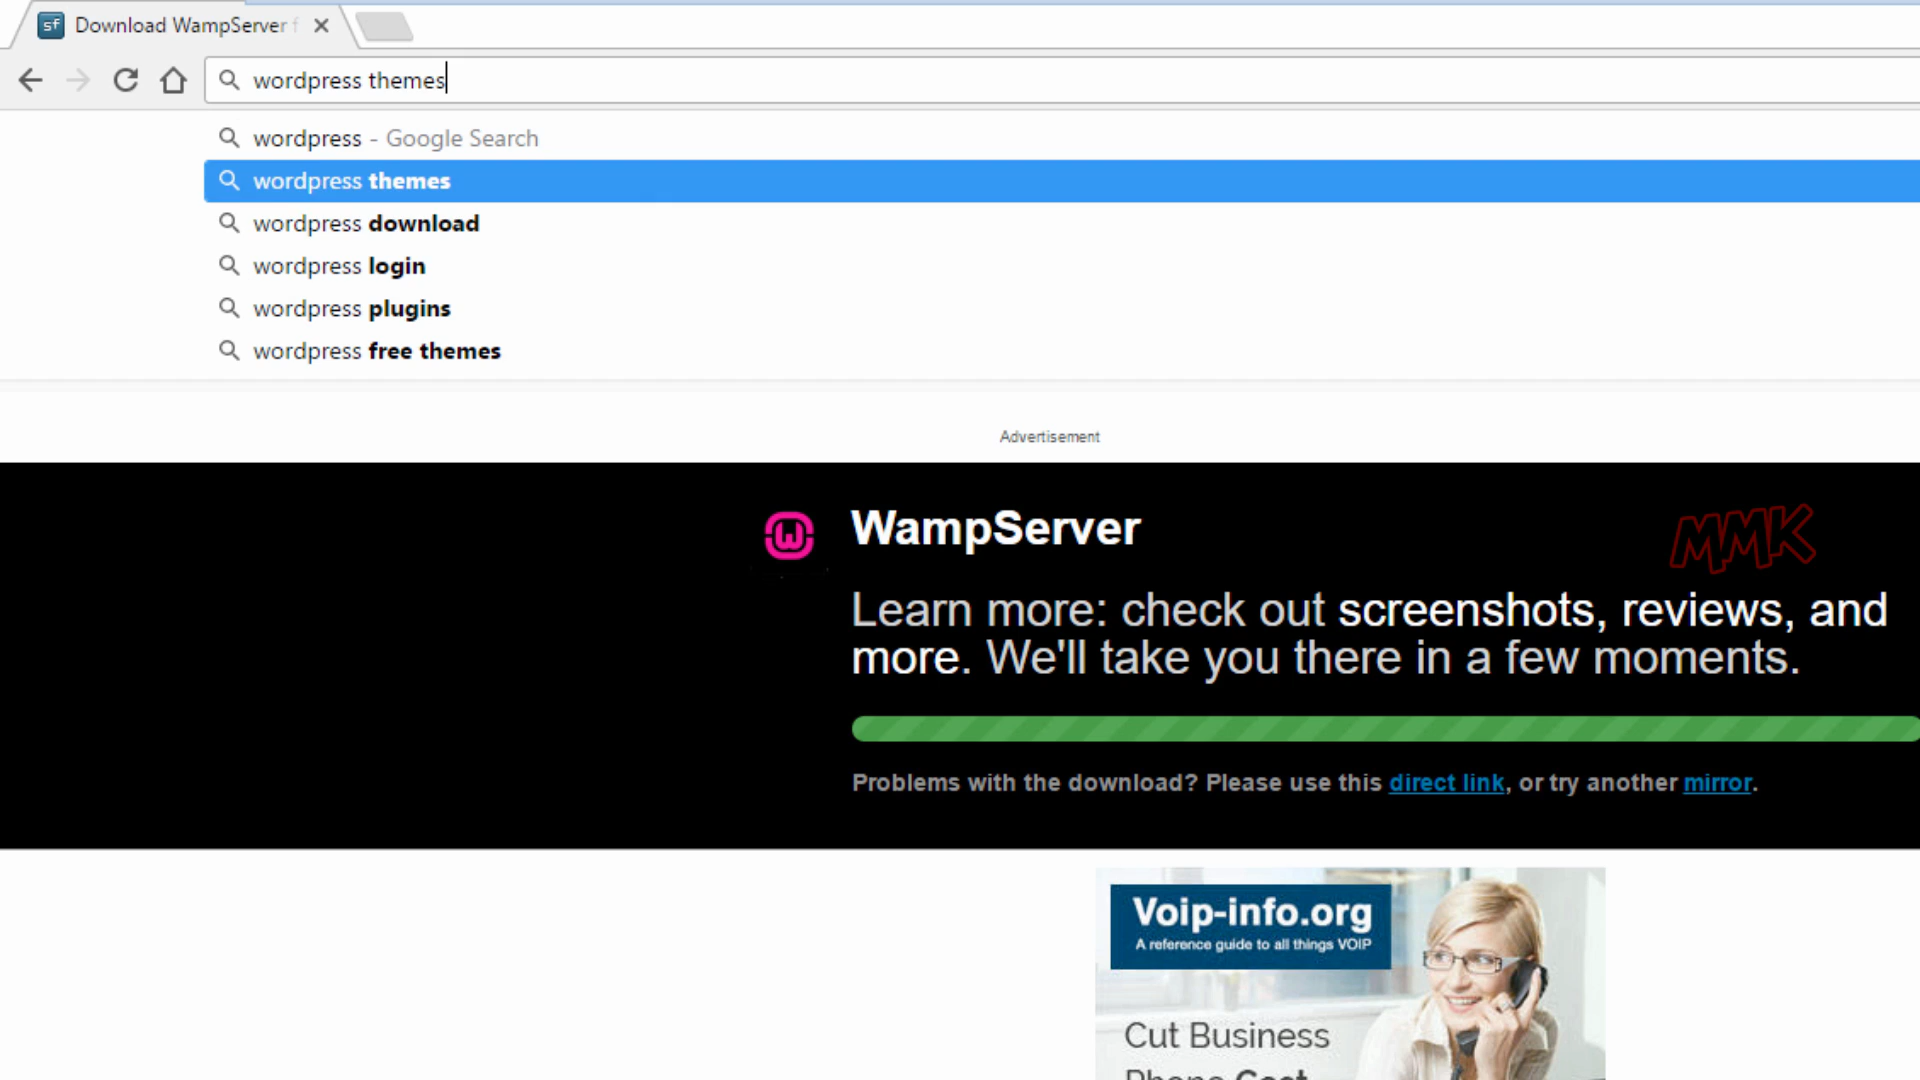 sf Download WampServer f
wordpress themes
wordpress - Google Search
wordpress themes
wordpress download
wordpress login
wordpress plugins
wordpress free themes
Advertisement
WampServer
MMK
Learn more: check out screenshots, reviews, and
more. We'll take you there in a few moments.
Problems with the download? Please use this direct link, or try another mirror.
Voip-info.org
A reference guide to all things VOIP
Cut Business
Phone Cost